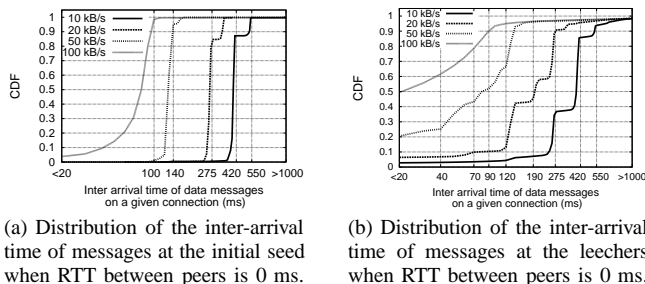 10 kB/s
20 kB/s
50 kB/s
100 kB/s
CDF
1
0.9
0.8
0.7
0.6
0.5
0.4
0.3
0.2
0.1
0
<20 100 140 275 420 550 >1000
Inter arrival time of data messages
on a given connection (ms)
(a) Distribution of the inter-arrival
time of messages at the initial seed
when RTT between peers is 0 ms.
10 kB/s
20 kB/s
50 kB/s
100 kB/s
CDF
1
0.9
0.8
0.7
0.6
0.5
0.4
0.3
0.2
0.1
0
<20 40 70 90 120 190 275 420 550 >1000
Inter arrival time of data messages
on a given connection (ms)
(b) Distribution of the inter-arrival
time of messages at the leechers
when RTT between peers is 0 ms.